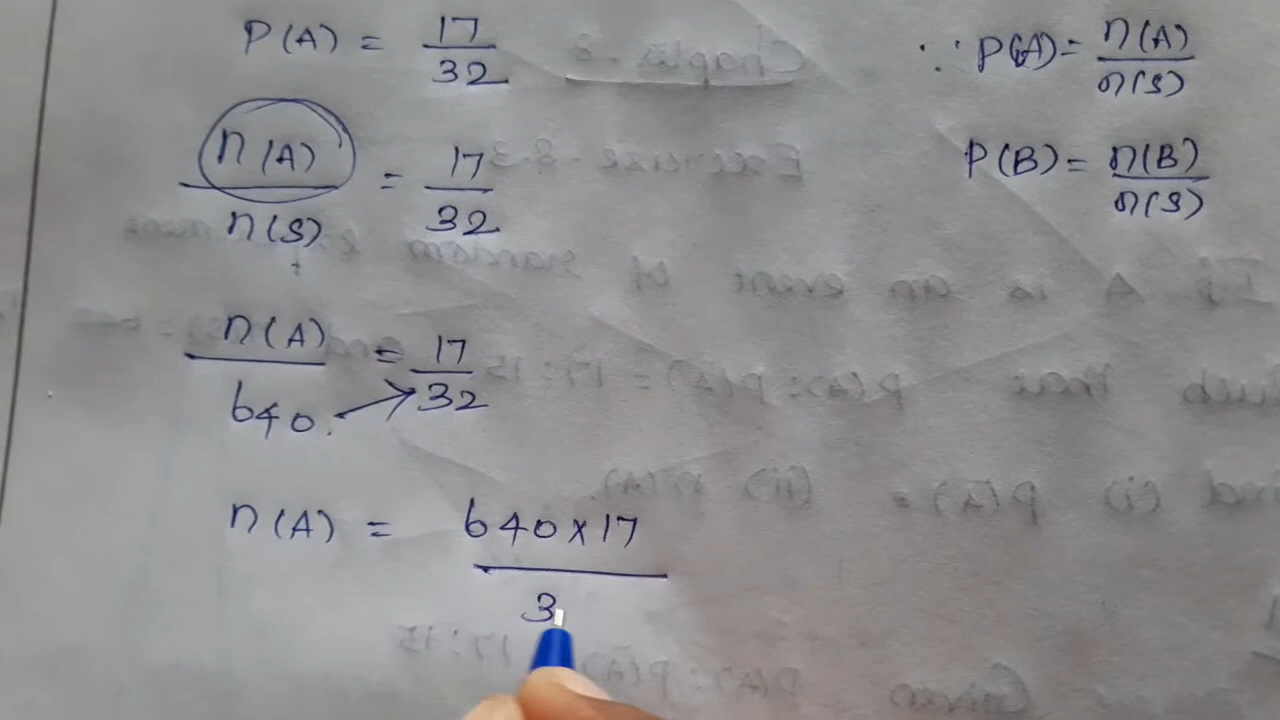 P(A) = 17/32
∵ P(A) = n(A)/n(S)
n(A)/n(S) = 17/32
P(B) = n(B)/n(S)
n(A)/640 = 17/32
n(A) = 640 × 17
3